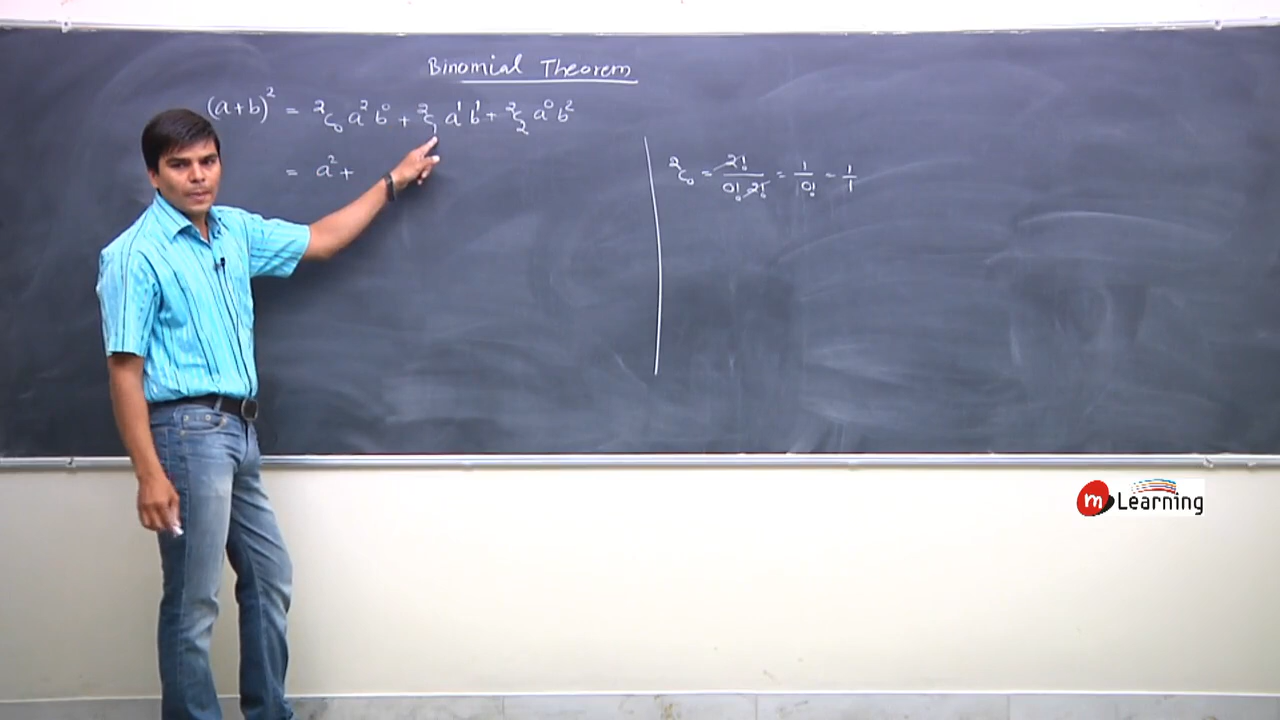 Binomial Theorem
(a+b)² = ²C₀ a² b⁰ + ²C₁ a¹ b¹ + ²C₂ a⁰ b²
= a² +
²C₀ = 2! / 0! 2! = 1 / 0! = 1 / 1
m Learning